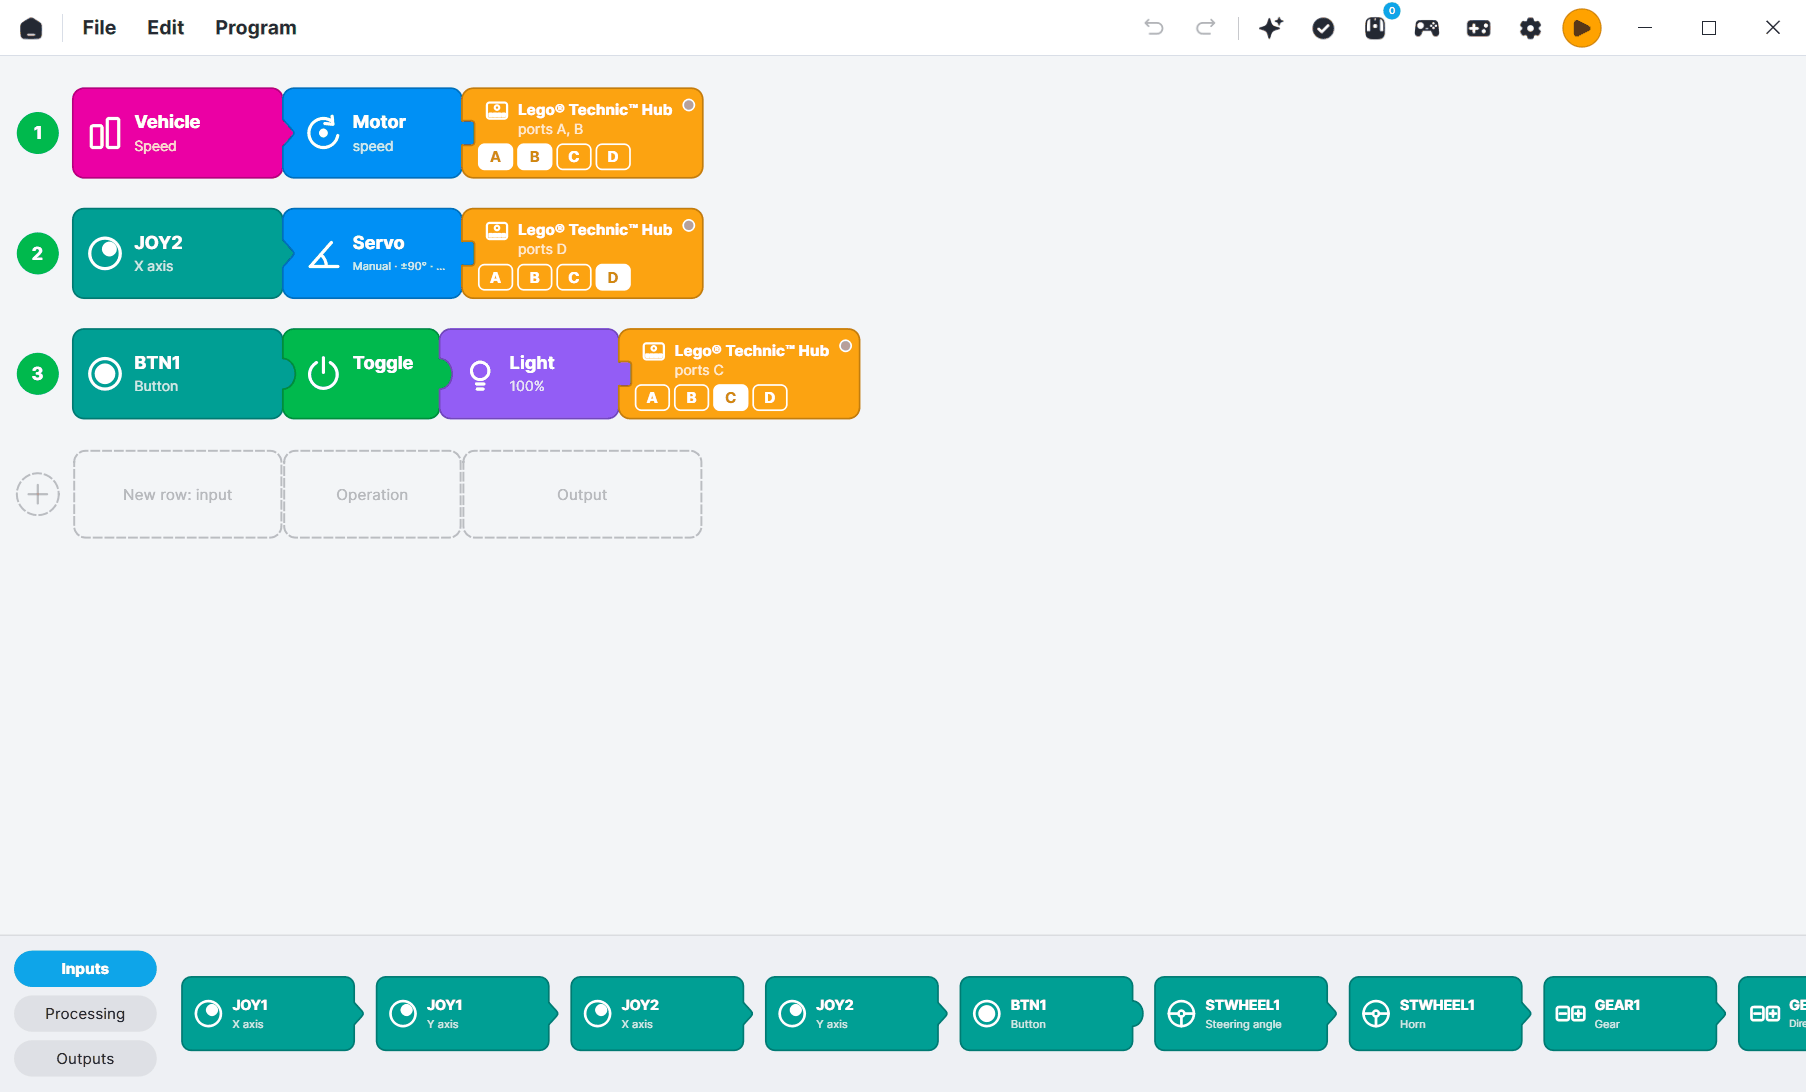 File Edit Program
0
1
Vehicle
Speed
Motor
speed
Lego® Technic™ Hub
ports A, B
A B C D
2
JOY2
X axis
Servo
Manual · ±90° · ...
Lego® Technic™ Hub
ports D
A B C D
3
BTN1
Button
Toggle
Light
100%
Lego® Technic™ Hub
ports C
A B C D
New row: input
Operation
Output
Inputs
Processing
Outputs
JOY1
X axis
JOY1
Y axis
JOY2
X axis
JOY2
Y axis
BTN1
Button
STWHEEL1
Steering angle
STWHEEL1
Horn
GEAR1
Gear
GE
Dire